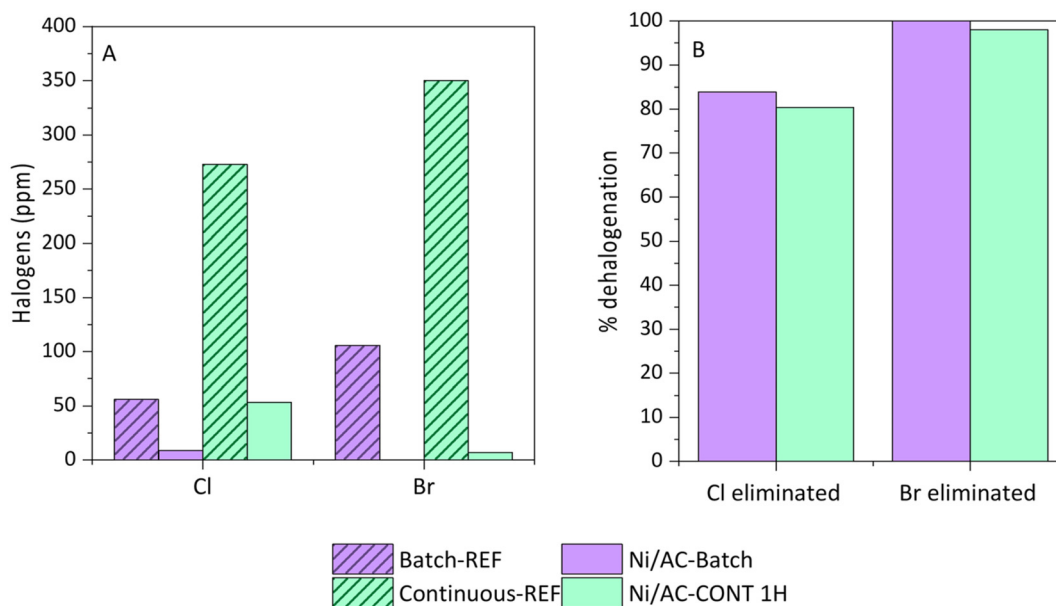 A
400
350
300
250
200
150
100
50
0
Halogens (ppm)
Cl
Br
B
100
90
80
70
60
50
40
30
20
10
0
% dehalogenation
Cl eliminated
Br eliminated
Batch-REF
Ni/AC-Batch
Continuous-REF
Ni/AC-CONT 1H